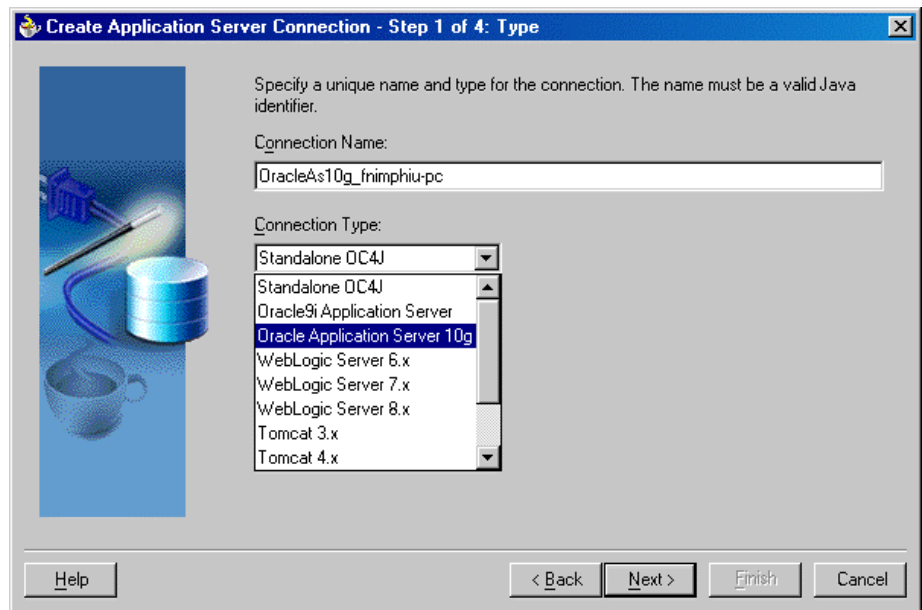 Create Application Server Connection - Step 1 of 4: Type
Specify a unique name and type for the connection. The name must be a valid Java
identifier.
Connection Name:
OracleAs10g_fnimphiu-pc
Connection Type:
Standalone OC4J
Standalone OC4J
Oracle9i Application Server
Oracle Application Server 10g
WebLogic Server 6.x
WebLogic Server 7.x
WebLogic Server 8.x
Tomcat 3.x
Tomcat 4.x
Help
< Back
Next >
Finish
Cancel